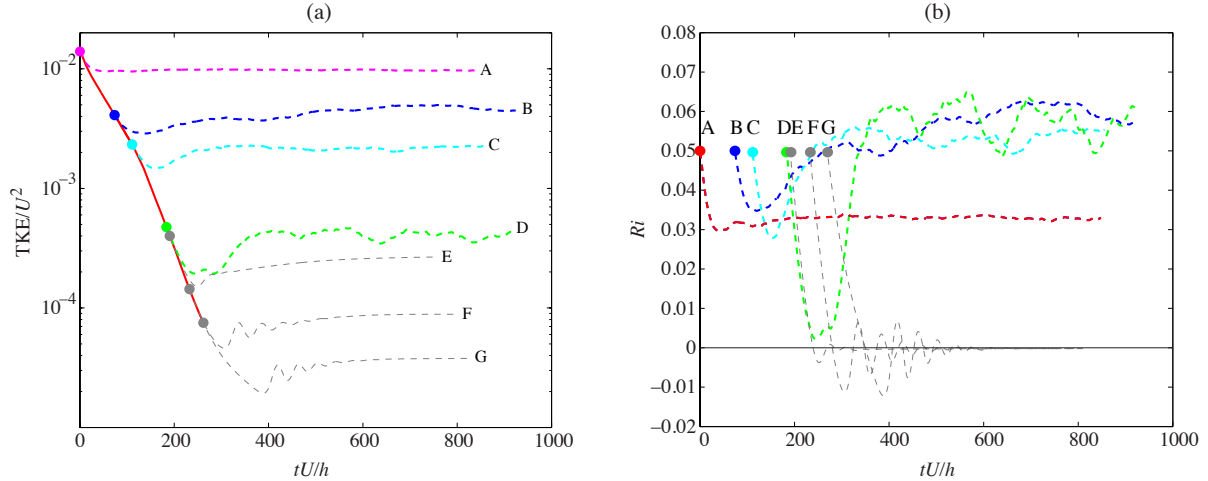 (a)
10⁻²
10⁻³
10⁻⁴
TKE/U²
A
B
C
D
E
F
G
0
200
400
600
800
1000
tU/h
(b)
0.08
0.07
0.06
0.05
0.04
0.03
0.02
0.01
0
−0.01
−0.02
Ri
A B C DE F G
0
200
400
600
800
1000
tU/h